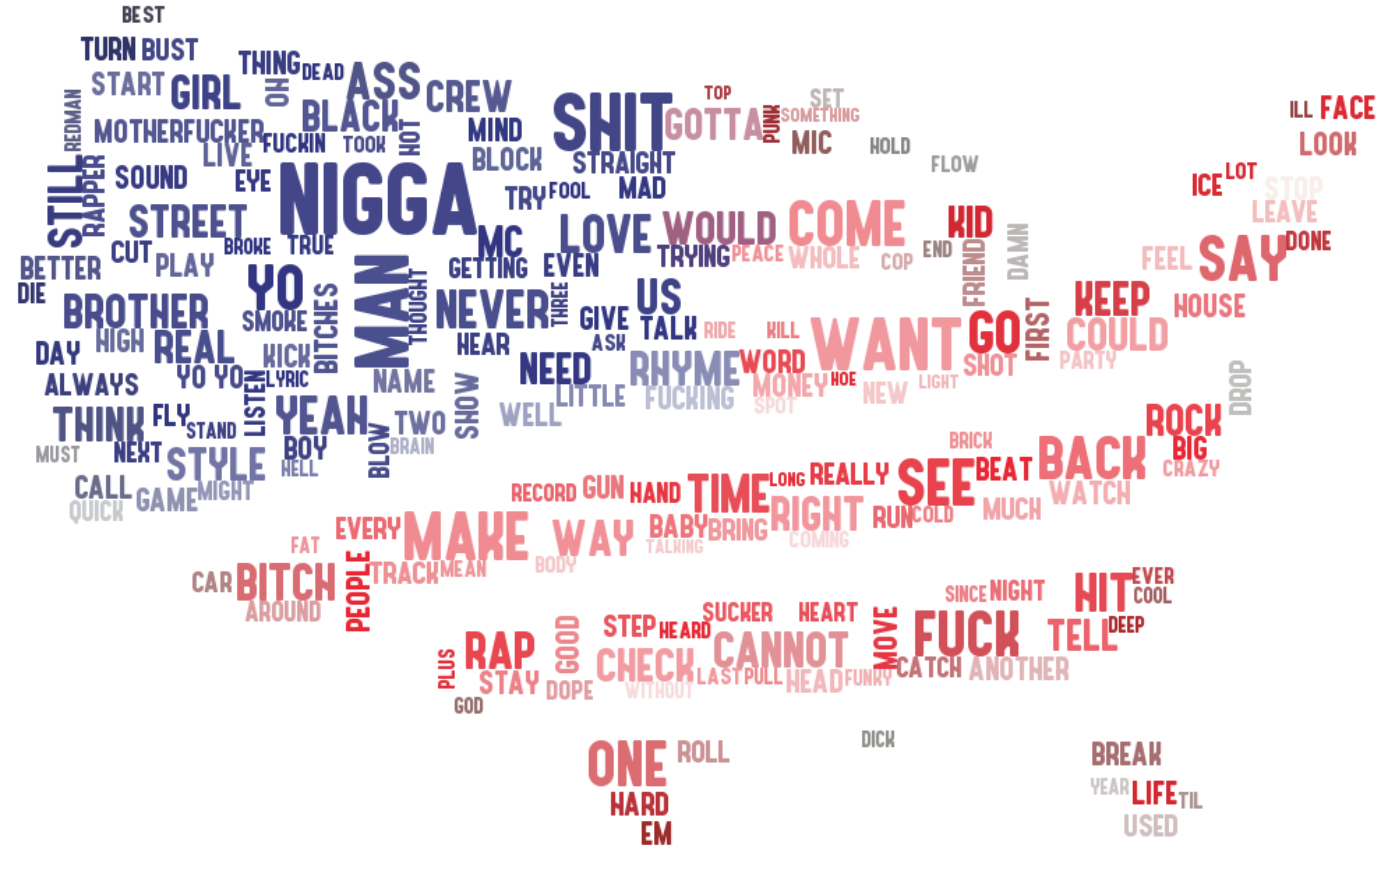 BEST
TURN BUST
THING DEAD ASS
START GIRL OH CREW
REDMAN BLACK SHIT TOP SET
MOTHERFUCKER FUCKIN TOOK NOT MIND GOTTA PUNK SOMETHING ILL FACE
LIVE BLOCK STRAIGHT MIC HOLD LOOK
STILL RAPPER SOUND EYE NIGGA TRY FOOL MAD FLOW ICE LOT STOP
STREET LOVE WOULD COME KID LEAVE
CUT BROKE TRUE MC DAMN DONE
BETTER PLAY GETTING EVEN TRYING PEACE WHOLE COP END FEEL SAY
DIE YO MAN THOUGHT FRIEND
BROTHER SMOKE BITCHES NEVER THREE GIVE US KEEP HOUSE
HIGH REAL KICK HEAR ASK TALK RIDE KILL WANT GO FIRST COULD
DAY ALWAYS YO YO LISTEN LYRIC NAME NEED RHYME WORD HOE SHOT PARTY
LITTLE FUCKING MONEY SPOT NEW LIGHT DROP
THINK FLY STAND YEAH TWO SHOW WELL ROCK
MUST NEXT STYLE BOY HELL BLOW BRAIN BRICK BACK BIG
CALL GAME MIGHT RECORD GUN HAND TIME LONG REALLY SEE BEAT WATCH CRAZY
QUICK EVERY MAKE WAY BABY BRING RIGHT RUN COLD MUCH
FAT TALKING COMING
CAR BITCH PEOPLE TRACK MEAN BODY SINCE NIGHT HIT EVER
AROUND COOL
SUCKER HEART MOVE FUCK TELL DEEP
PLUS RAP GOOD STEP HEARD CANNOT
STAY DOPE CHECK WITHOUT LAST PULL HEAD FUNKY CATCH ANOTHER
GOD
ONE ROLL DICK BREAK
HARD YEAR LIFE TIL
EM USED